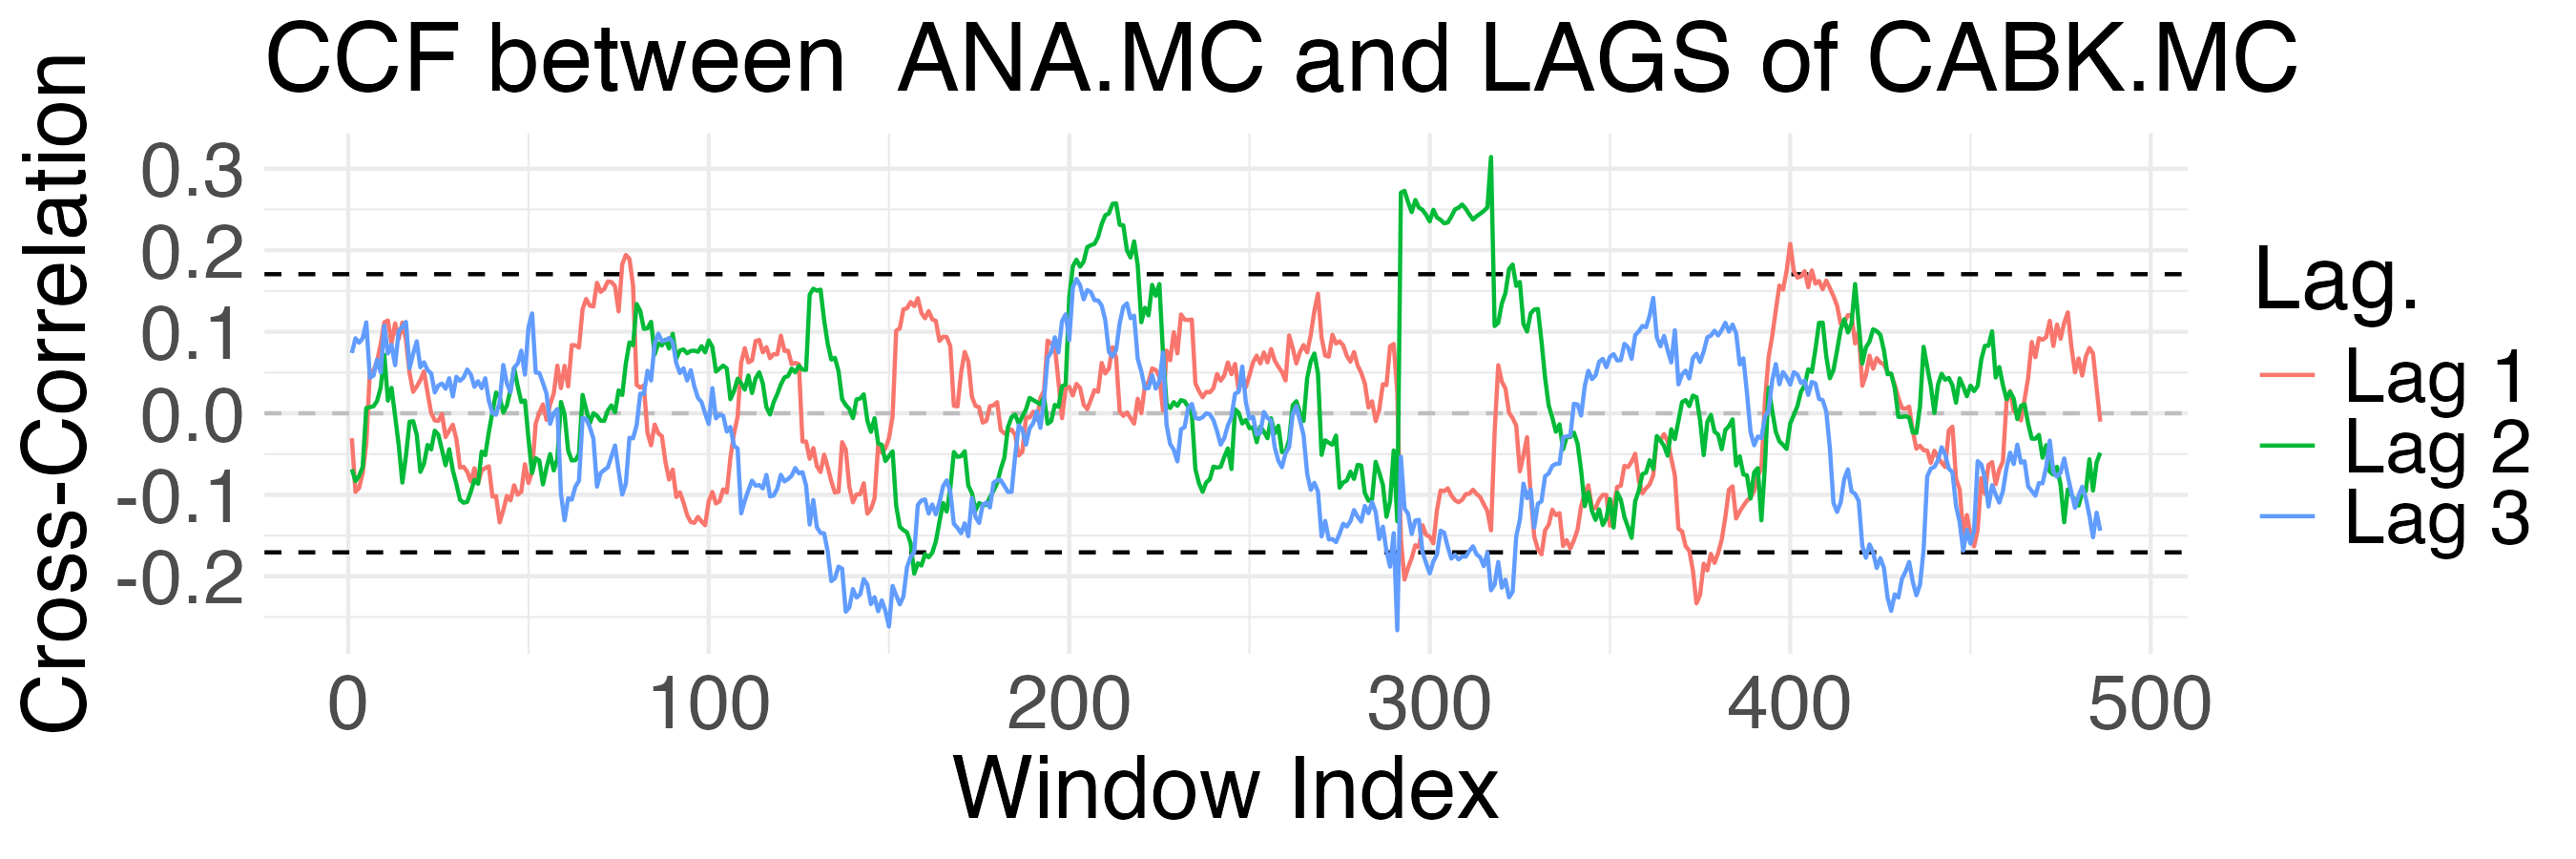 CCF between  ANA.MC and LAGS of CABK.MC
Cross-Correlation
0.3
0.2
0.1
0.0
-0.1
-0.2
0 100 200 300 400 500
Window Index
Lag.
Lag 1
Lag 2
Lag 3